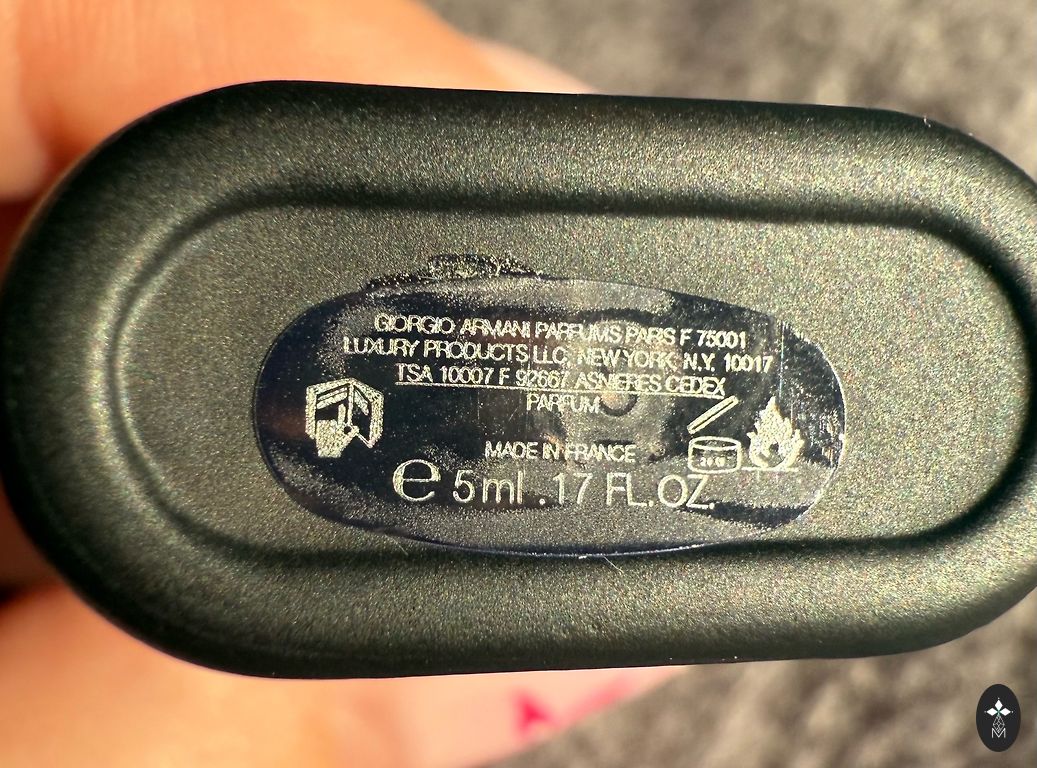 GIORGIO ARMANI PARFUMS PARIS F 75001
LUXURY PRODUCTS LLC, NEW YORK, N.Y. 10017
TSA 10007 F 92667 ASNIERES CEDEX
PARFUM
MADE IN FRANCE
℮ 5 ml .17 FL.OZ.
M